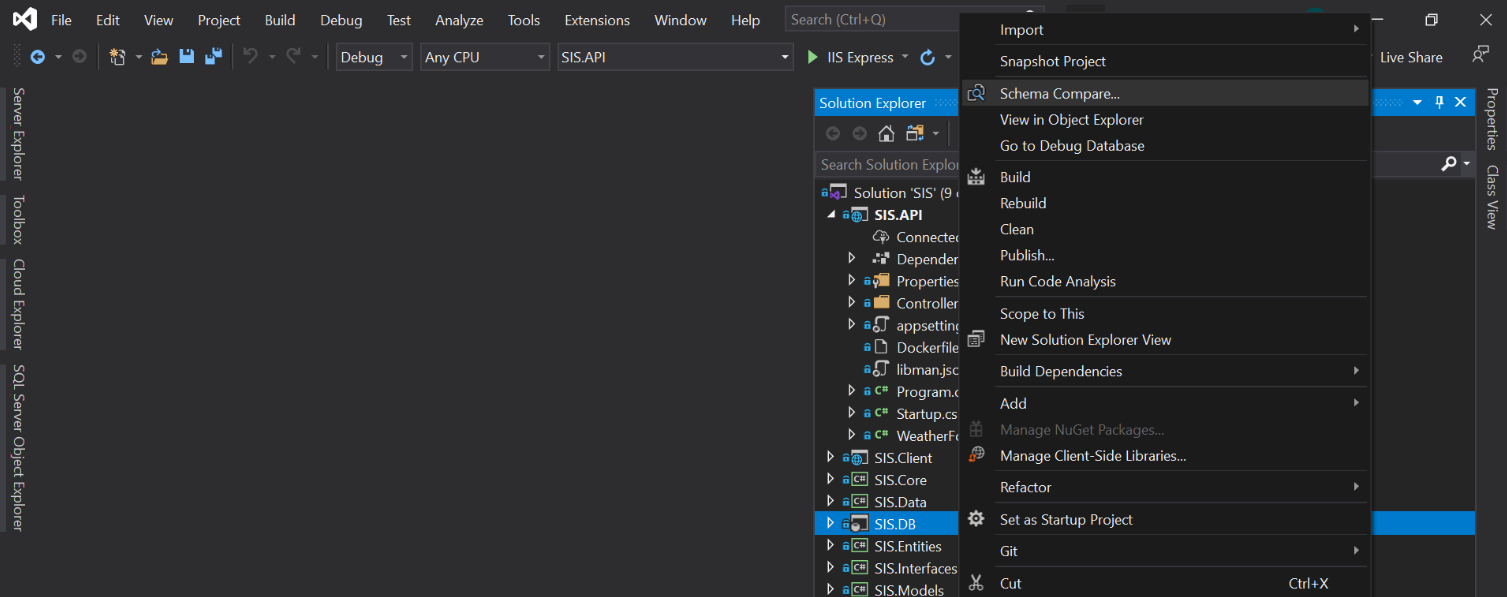 File Edit View Project Build Debug Test Analyze Tools Extensions Window Help Search (Ctrl+Q)
Debug Any CPU SIS.API IIS Express Live Share
Server Explorer
Toolbox
Cloud Explorer
SQL Server Object Explorer
Solution Explorer
Search Solution Explo
Solution 'SIS' (9
SIS.API
Connected
Depender
Properties
Controller
appsetting
Dockerfile
libman.jsc
Program.c
Startup.cs
WeatherFo
SIS.Client
SIS.Core
SIS.Data
SIS.DB
SIS.Entities
SIS.Interfaces
SIS.Models
Import
Snapshot Project
Schema Compare...
View in Object Explorer
Go to Debug Database
Build
Rebuild
Clean
Publish...
Run Code Analysis
Scope to This
New Solution Explorer View
Build Dependencies
Add
Manage NuGet Packages...
Manage Client-Side Libraries...
Refactor
Set as Startup Project
Git
Cut Ctrl+X
Properties
Class View